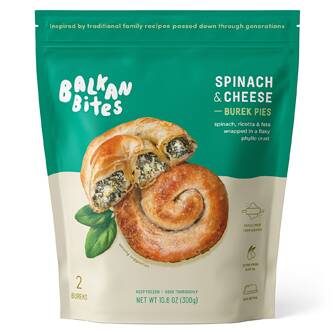 Inspired by traditional family recipes passed down through generations
BALKAN
BITES
SPINACH
& CHEESE
— BUREK PIES
spinach, ricotta & feta
wrapped in a flaky
phyllo crust
2
BUREKS
KEEP FROZEN | COOK THOROUGHLY
NET WT 10.6 OZ (300g)